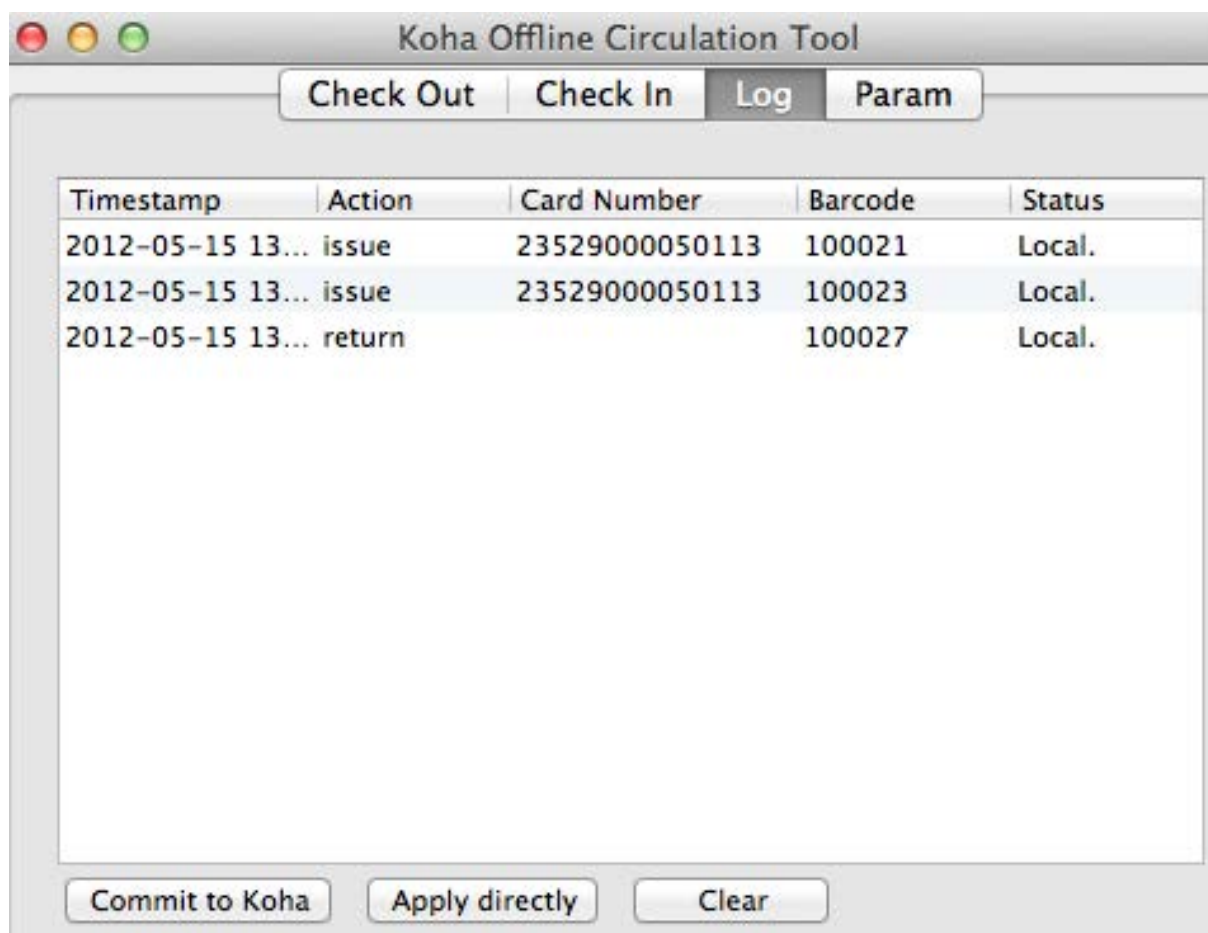 Koha Offline Circulation Tool
Check Out Check In Log Param
Timestamp Action Card Number Barcode Status
2012-05-15 13... issue 23529000050113 100021 Local.
2012-05-15 13... issue 23529000050113 100023 Local.
2012-05-15 13... return 100027 Local.
Commit to Koha Apply directly Clear